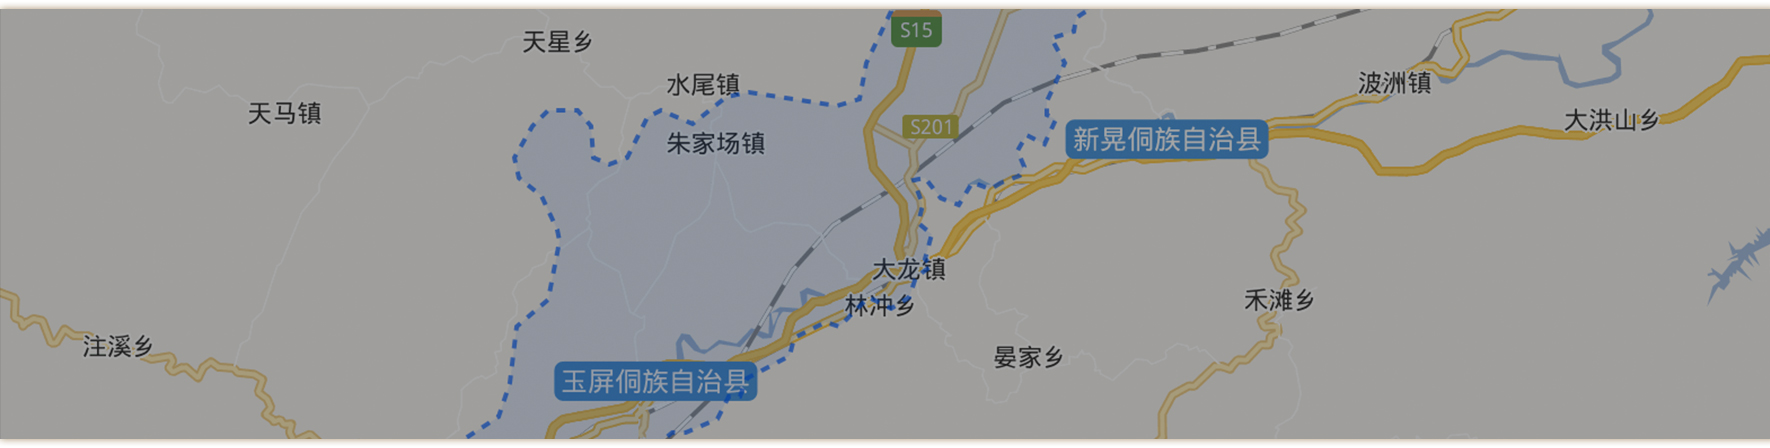 S15
天星乡
水尾镇
波洲镇
天马镇
大洪山乡
S201
新晃侗族自治县
朱家场镇
大龙镇
禾滩乡
林冲乡
注溪乡
晏家乡
玉屏侗族自治县